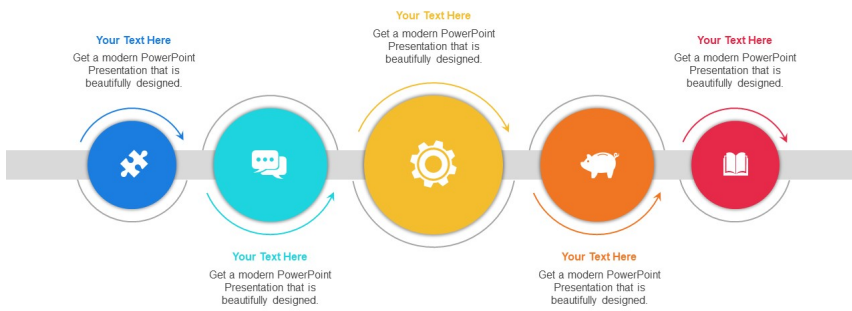 Your Text Here
Get a modern PowerPoint
Presentation that is
beautifully designed.
Your Text Here
Get a modern PowerPoint
Presentation that is
beautifully designed.
Your Text Here
Get a modern PowerPoint
Presentation that is
beautifully designed.
Your Text Here
Get a modern PowerPoint
Presentation that is
beautifully designed.
Your Text Here
Get a modern PowerPoint
Presentation that is
beautifully designed.